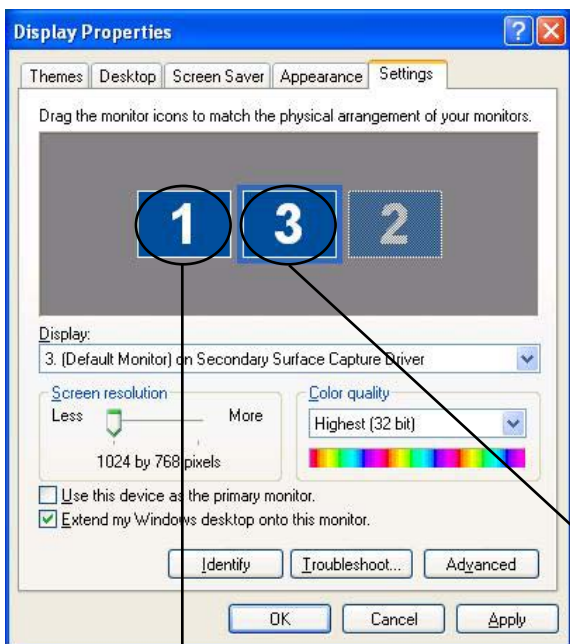 Display Properties
Themes Desktop Screen Saver Appearance Settings
Drag the monitor icons to match the physical arrangement of your monitors.
1 3 2
Display:
3. (Default Monitor) on Secondary Surface Capture Driver
Screen resolution
Less More
1024 by 768 pixels
Color quality
Highest (32 bit)
Use this device as the primary monitor.
Extend my Windows desktop onto this monitor.
Identify Troubleshoot... Advanced
OK Cancel Apply